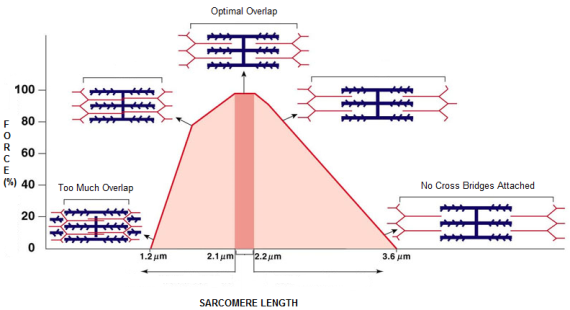 Optimal Overlap
100
80
60
40
20
0
FORCE
(%)
Too Much Overlap
No Cross Bridges Attached
1.2 µm
2.1 µm
2.2 µm
3.6 µm
SARCOMERE LENGTH